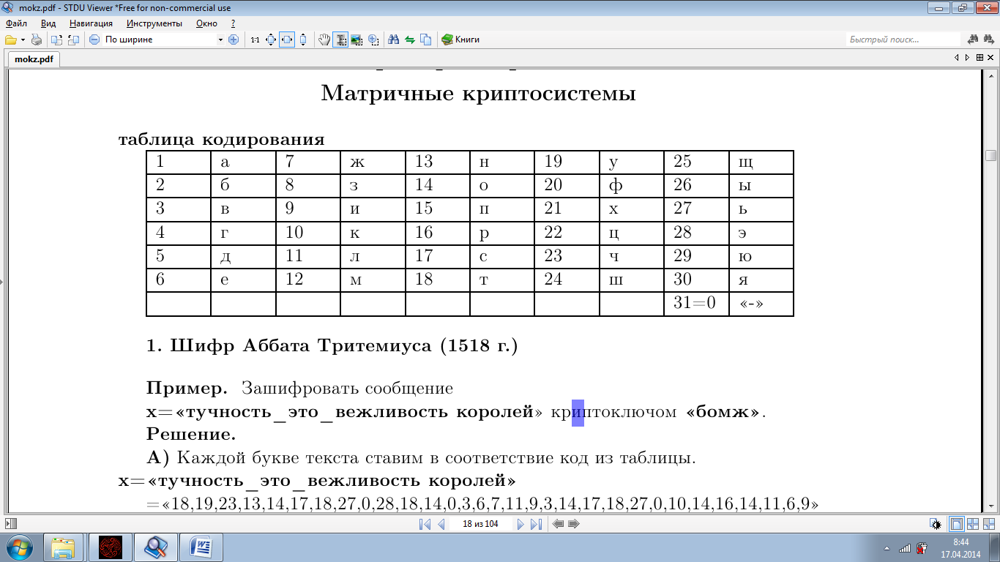 mokz.pdf - STDU Viewer *Free for non-commercial use
Файл Вид Навигация Инструменты Окно ?
По ширине 1:1 Книги Быстрый поиск...
mokz.pdf
Матричные криптосистемы
таблица кодирования
1 а 7 ж 13 н 19 у 25 щ
2 б 8 з 14 о 20 ф 26 ы
3 в 9 и 15 п 21 х 27 ь
4 г 10 к 16 р 22 ц 28 э
5 д 11 л 17 с 23 ч 29 ю
6 е 12 м 18 т 24 ш 30 я
31=0 «-»
1. Шифр Аббата Тритемиуса (1518 г.)
Пример. Зашифровать сообщение
x=«тучность_это_вежливость королей» криптоключом «бомж».
Решение.
А) Каждой букве текста ставим в соответствие код из таблицы.
x=«тучность_это_вежливость королей»
=«18,19,23,13,14,17,18,27,0,28,18,14,0,3,6,7,11,9,3,14,17,18,27,0,10,14,16,14,11,6,9»
18 из 104
8:44
17.04.2014